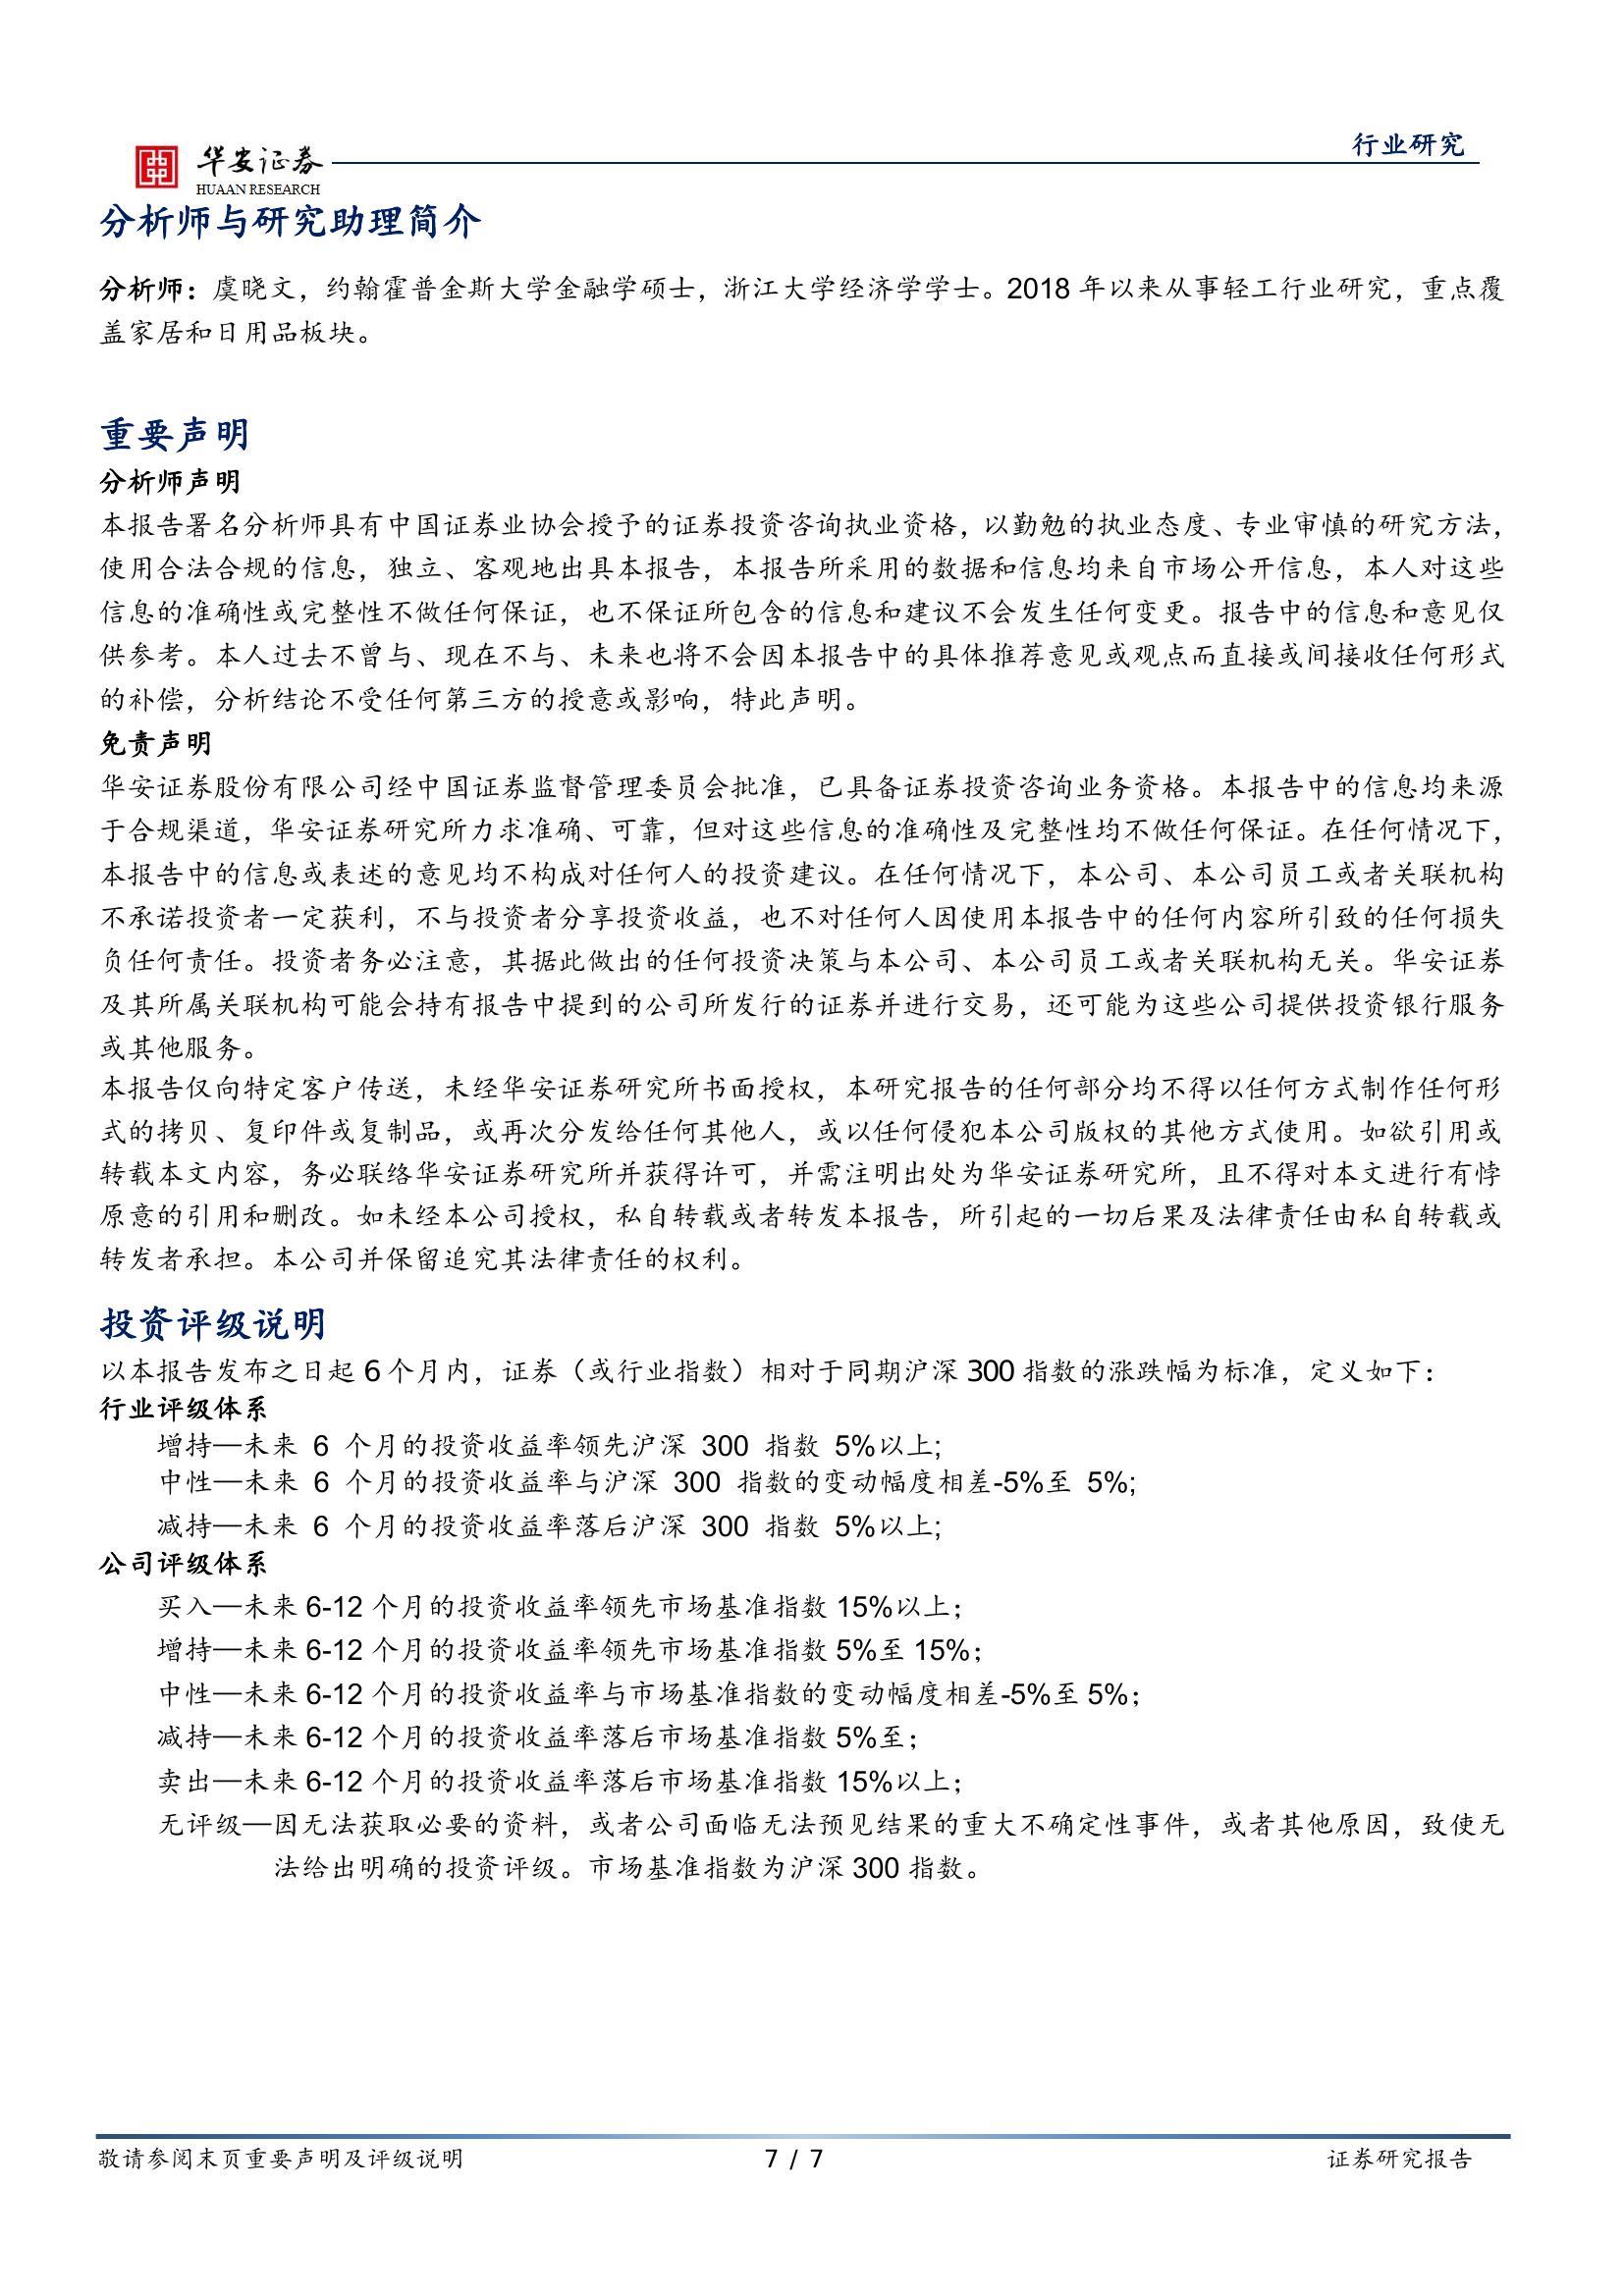 行业研究
华安证券
HUAAN RESEARCH
分析师与研究助理简介
分析师：虞晓文，约翰霍普金斯大学金融学硕士，浙江大学经济学学士。2018 年以来从事轻工行业研究，重点覆
盖家居和日用品板块。
重要声明
分析师声明
本报告署名分析师具有中国证券业协会授予的证券投资咨询执业资格，以勤勉的执业态度、专业审慎的研究方法，
使用合法合规的信息，独立、客观地出具本报告，本报告所采用的数据和信息均来自市场公开信息，本人对这些
信息的准确性或完整性不做任何保证，也不保证所包含的信息和建议不会发生任何变更。报告中的信息和意见仅
供参考。本人过去不曾与、现在不与、未来也将不会因本报告中的具体推荐意见或观点而直接或间接收任何形式
的补偿，分析结论不受任何第三方的授意或影响，特此声明。
免责声明
华安证券股份有限公司经中国证券监督管理委员会批准，已具备证券投资咨询业务资格。本报告中的信息均来源
于合规渠道，华安证券研究所力求准确、可靠，但对这些信息的准确性及完整性均不做任何保证。在任何情况下，
本报告中的信息或表述的意见均不构成对任何人的投资建议。在任何情况下，本公司、本公司员工或者关联机构
不承诺投资者一定获利，不与投资者分享投资收益，也不对任何人因使用本报告中的任何内容所引致的任何损失
负任何责任。投资者务必注意，其据此做出的任何投资决策与本公司、本公司员工或者关联机构无关。华安证券
及其所属关联机构可能会持有报告中提到的公司所发行的证券并进行交易，还可能为这些公司提供投资银行服务
或其他服务。
本报告仅向特定客户传送，未经华安证券研究所书面授权，本研究报告的任何部分均不得以任何方式制作任何形
式的拷贝、复印件或复制品，或再次分发给任何其他人，或以任何侵犯本公司版权的其他方式使用。如欲引用或
转载本文内容，务必联络华安证券研究所并获得许可，并需注明出处为华安证券研究所，且不得对本文进行有悖
原意的引用和删改。如未经本公司授权，私自转载或者转发本报告，所引起的一切后果及法律责任由私自转载或
转发者承担。本公司并保留追究其法律责任的权利。
投资评级说明
以本报告发布之日起 6 个月内，证券（或行业指数）相对于同期沪深 300 指数的涨跌幅为标准，定义如下：
行业评级体系
增持—未来 6 个月的投资收益率领先沪深 300 指数 5%以上;
中性—未来 6 个月的投资收益率与沪深 300 指数的变动幅度相差-5%至 5%;
减持—未来 6 个月的投资收益率落后沪深 300 指数 5%以上;
公司评级体系
买入—未来 6-12 个月的投资收益率领先市场基准指数 15%以上；
增持—未来 6-12 个月的投资收益率领先市场基准指数 5%至 15%；
中性—未来 6-12 个月的投资收益率与市场基准指数的变动幅度相差-5%至 5%；
减持—未来 6-12 个月的投资收益率落后市场基准指数 5%至；
卖出—未来 6-12 个月的投资收益率落后市场基准指数 15%以上；
无评级—因无法获取必要的资料，或者公司面临无法预见结果的重大不确定性事件，或者其他原因，致使无
法给出明确的投资评级。市场基准指数为沪深 300 指数。
敬请参阅末页重要声明及评级说明
7 / 7
证券研究报告